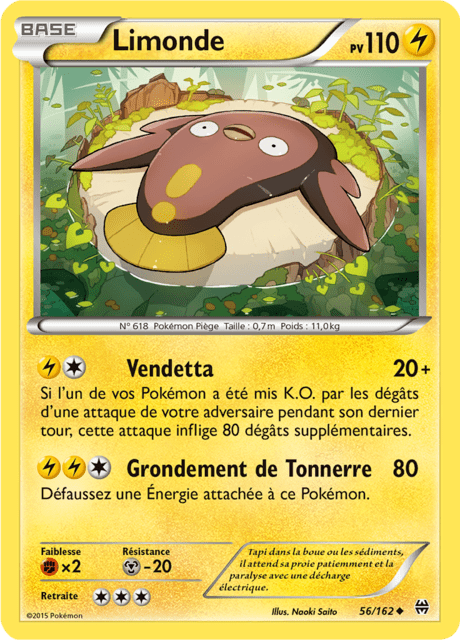 BASE
Limonde
PV110
N° 618 Pokémon Piège Taille : 0,7m Poids : 11,0kg
Vendetta 20+
Si l'un de vos Pokémon a été mis K.O. par les dégâts
d'une attaque de votre adversaire pendant son dernier
tour, cette attaque inflige 80 dégâts supplémentaires.
Grondement de Tonnerre 80
Défaussez une Énergie attachée à ce Pokémon.
Faiblesse Résistance
×2 -20
Retraite
Tapi dans la boue ou les sédiments,
il attend sa proie patiemment et la
paralyse avec une décharge
électrique.
©2015 Pokémon Illus. Naoki Saito 56/162